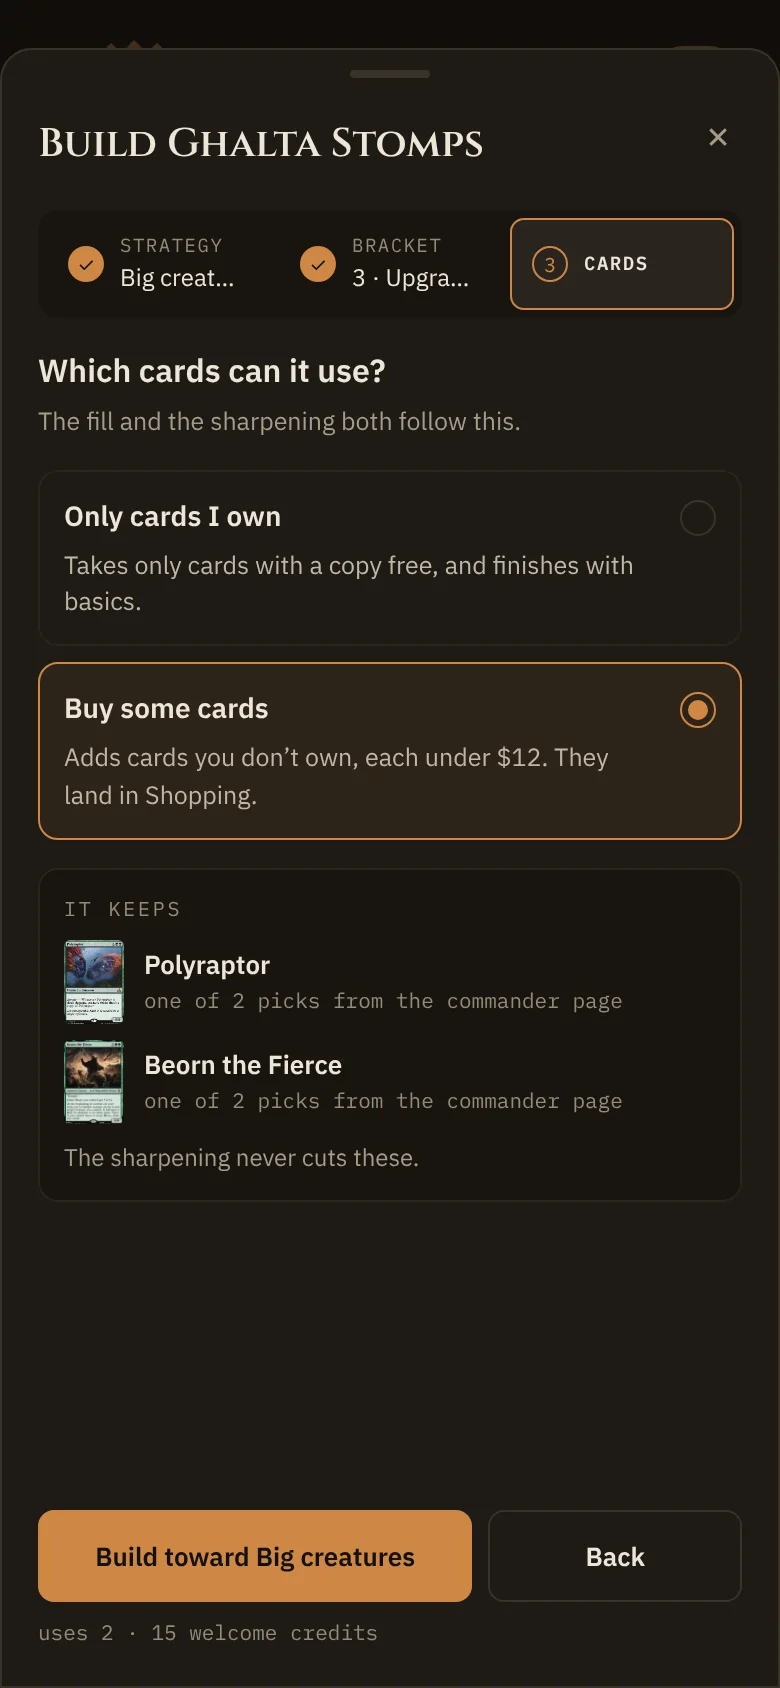 Build Ghalta Stomps
STRATEGY
Big creat...
BRACKET
3 · Upgra...
3 CARDS
Which cards can it use?
The fill and the sharpening both follow this.
Only cards I own
Takes only cards with a copy free, and finishes with
basics.
Buy some cards
Adds cards you don’t own, each under $12. They
land in Shopping.
IT KEEPS
Polyraptor
one of 2 picks from the commander page
Beorn the Fierce
one of 2 picks from the commander page
The sharpening never cuts these.
Build toward Big creatures
Back
uses 2 · 15 welcome credits